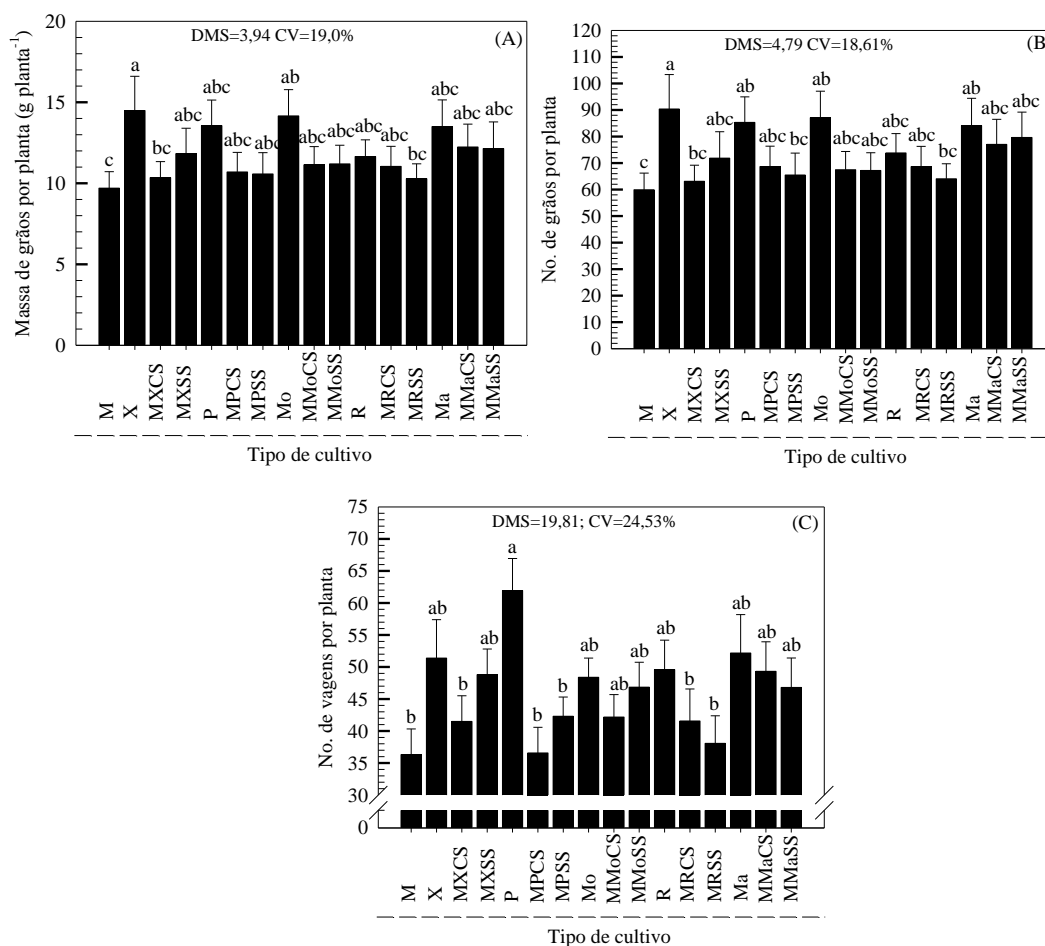 DMS=3,94 CV=19,0%
(A)
Massa de grãos por planta (g planta-1)
20
15
10
5
0
c
a
bc
abc
abc
abc
abc
ab
abc
abc
abc
abc
bc
abc
abc
abc
M
X
MXCS
MXSS
P
MPCS
MPSS
Mo
MMoCS
MMoSS
R
MRCS
MRSS
Ma
MMaCS
MMaSS
Tipo de cultivo
DMS=4,79 CV=18,61%
(B)
No. de grãos por planta
120
110
100
90
80
70
60
50
40
30
20
10
0
c
a
bc
abc
ab
abc
bc
ab
abc
abc
abc
abc
bc
ab
abc
abc
M
X
MXCS
MXSS
P
MPCS
MPSS
Mo
MMoCS
MMoSS
R
MRCS
MRSS
Ma
MMaCS
MMaSS
Tipo de cultivo
DMS=19,81; CV=24,53%
(C)
No. de vagens por planta
75
70
65
60
55
50
45
40
35
30
0
b
ab
b
ab
a
b
b
ab
ab
ab
ab
b
b
ab
ab
ab
M
X
MXCS
MXSS
P
MPCS
MPSS
Mo
MMoCS
MMoSS
R
MRCS
MRSS
Ma
MMaCS
MMaSS
Tipo de cultivo